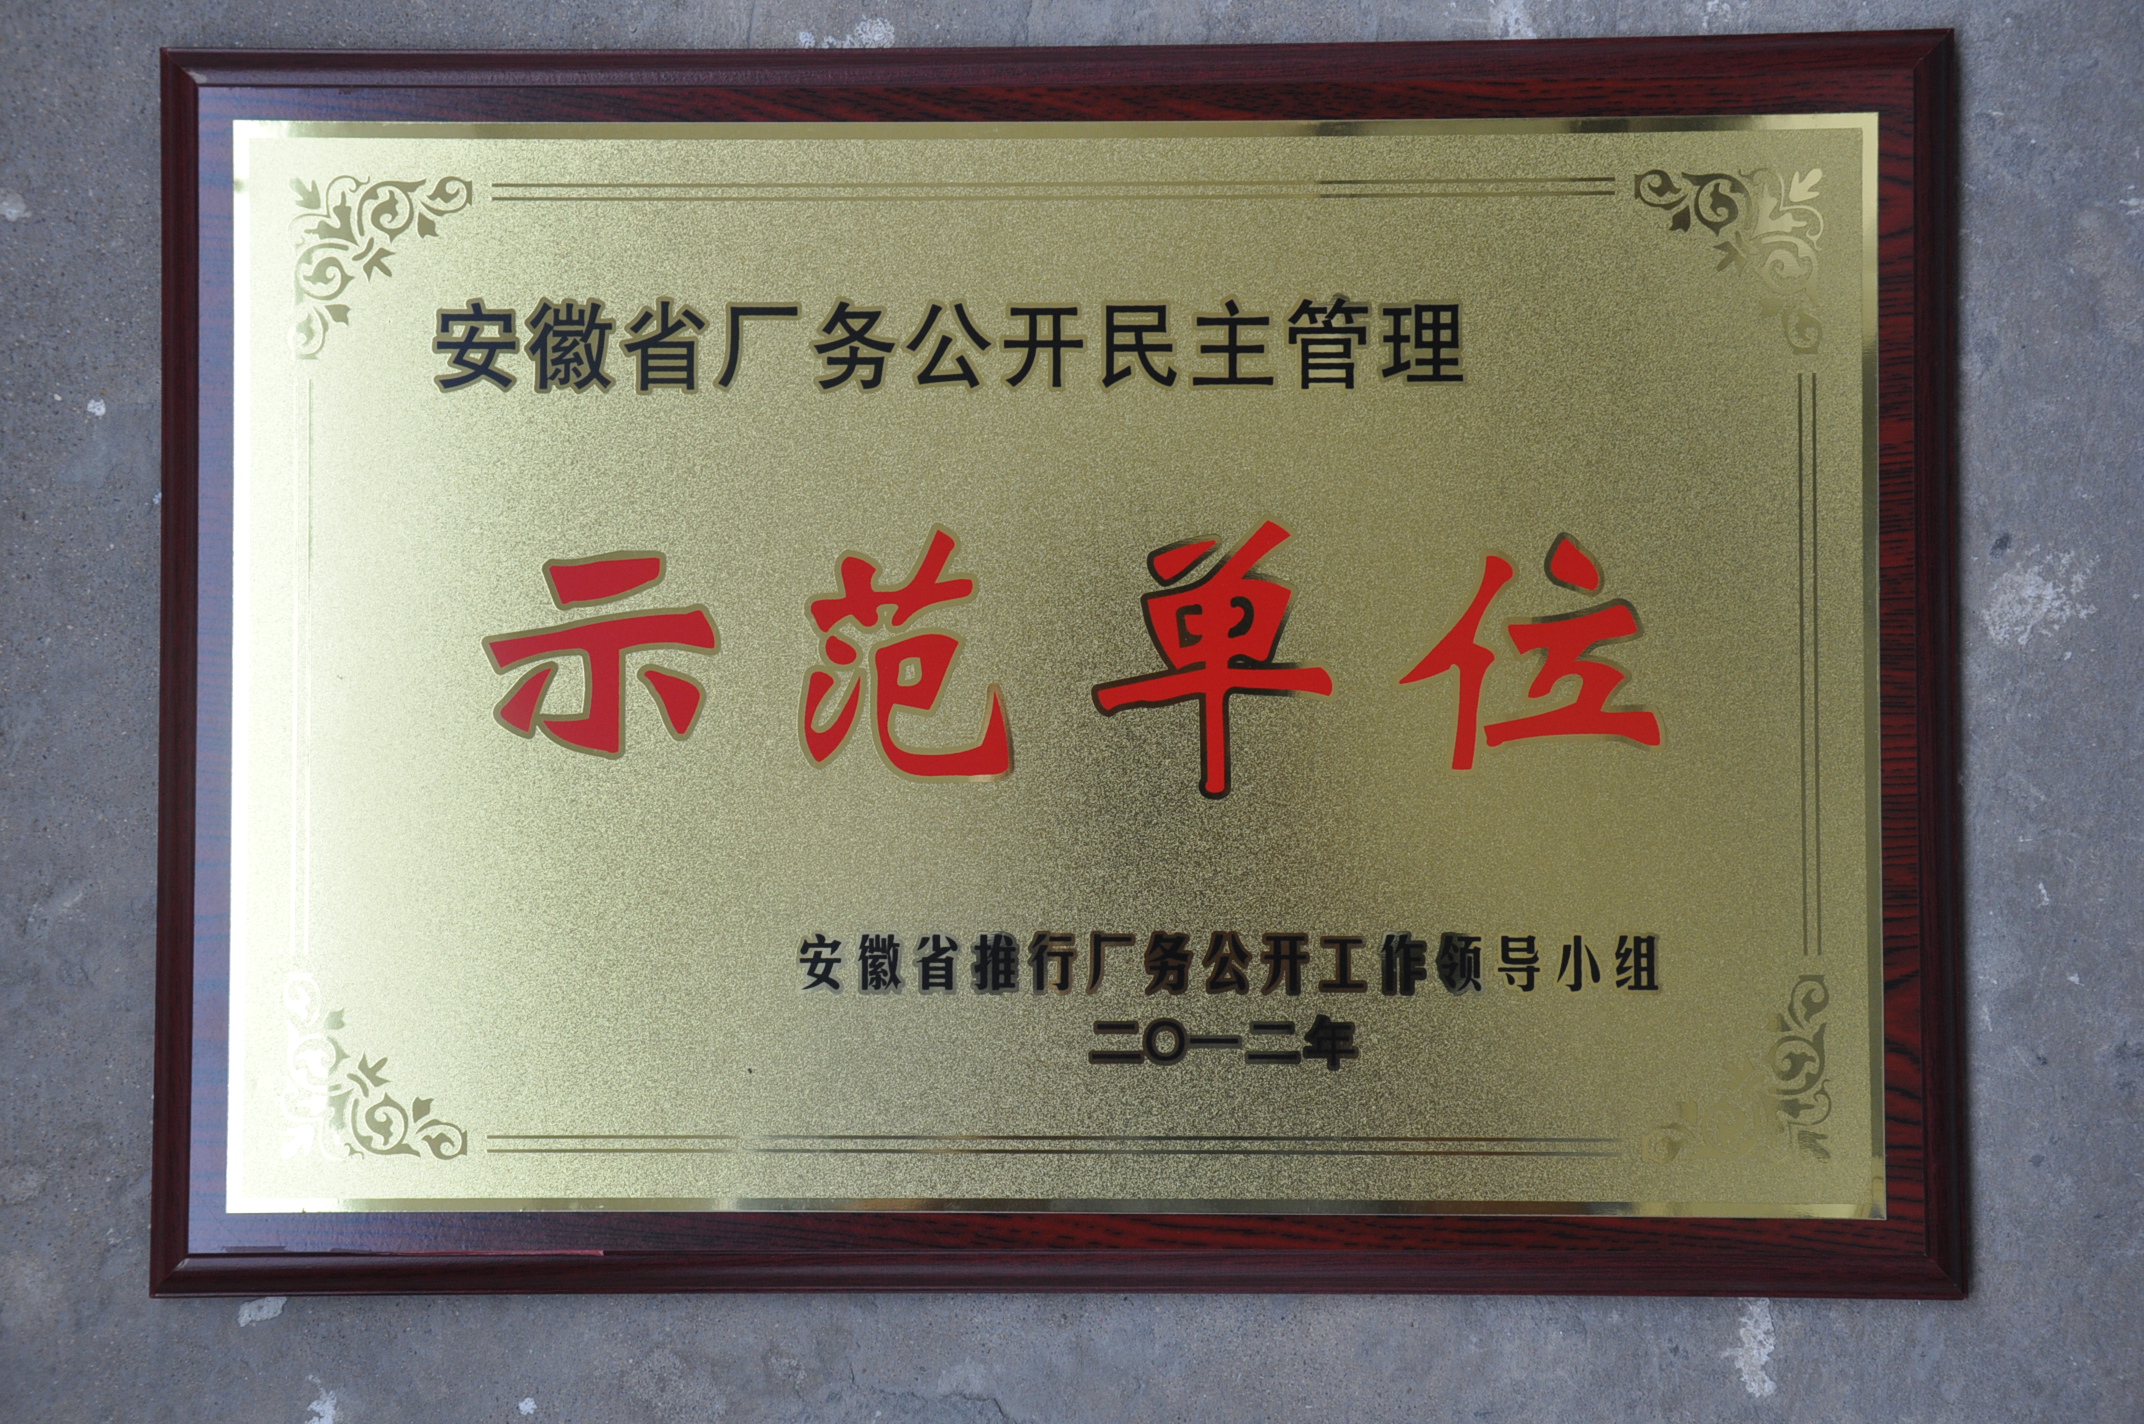 安徽省厂务公开民主管理
示范单位
安徽省推行厂务公开工作领导小组
二〇一二年